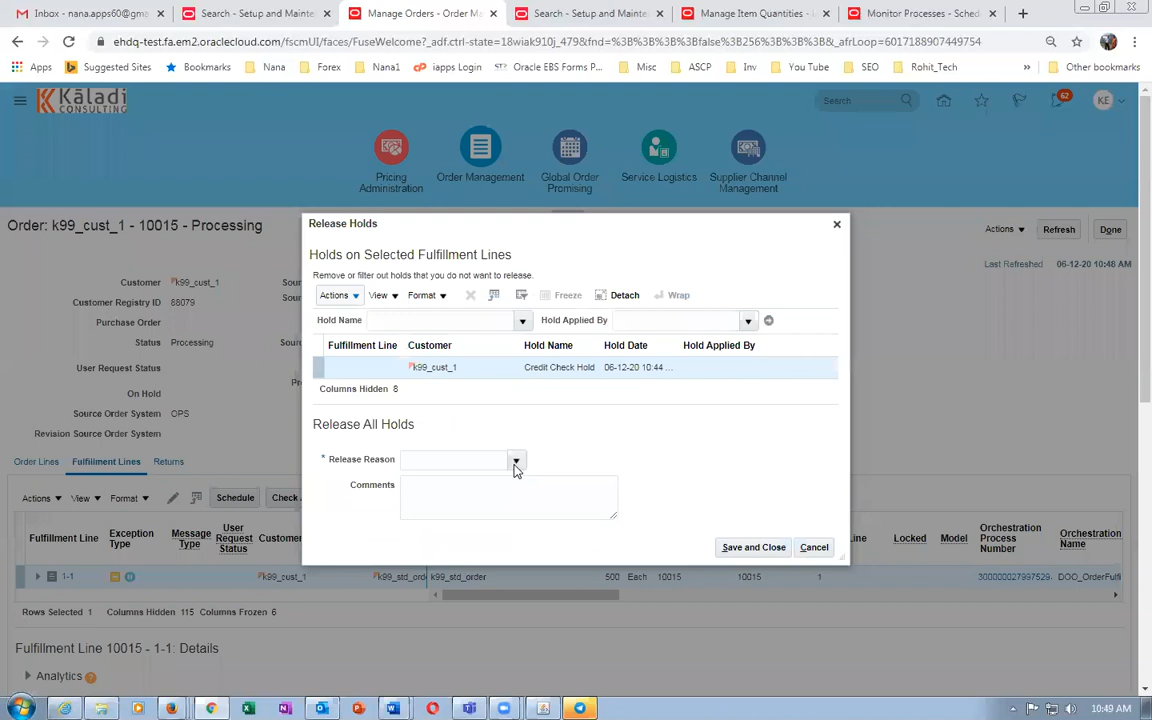 Inbox - nana.apps60@gma
Search - Setup and Mainte
Manage Orders - Order Ma
Search - Setup and Mainte
Manage Item Quantities - I
Monitor Processes - Sched
ehdq-test.fa.em2.oraclecloud.com/fscmUI/faces/FuseWelcome?_adf.ctrl-state=18wiak910j_479&fnd=%3B%3B%3B%3Bfalse%3B256%3B%3B%3B&_afrLoop=6017188907449754
Apps
Suggested Sites
Bookmarks
Nana
Forex
Nana1
iapps Login
Oracle EBS Forms P...
Misc
ASCP
Inv
You Tube
SEO
Rohit_Tech
»
Other bookmarks
Kāladi
CONSULTING
Search
62
KE
Pricing
Administration
Order Management
Global Order
Promising
Service Logistics
Supplier Channel
Management
Order: k99_cust_1 - 10015 - Processing
Actions
Refresh
Done
Last Refreshed 06-12-20 10:48 AM
Customer k99_cust_1
Customer Registry ID 88079
Purchase Order
Status Processing
User Request Status
On Hold
Source Order System OPS
Revision Source Order System
Sour
Sour
Sour
Pr
Release Holds
Holds on Selected Fulfillment Lines
Remove or filter out holds that you do not want to release.
Actions View Format Freeze Detach Wrap
Hold Name Hold Applied By
Fulfillment Line Customer Hold Name Hold Date Hold Applied By
k99_cust_1 Credit Check Hold 06-12-20 10:44 ...
Columns Hidden 8
Release All Holds
* Release Reason
Comments
Save and Close Cancel
Order Lines Fulfillment Lines Returns
Actions View Format Schedule Check A
Fulfillment Line
Exception
Type
Message
Type
User
Request
Status
Customer
Line
Locked
Model
Orchestration
Process
Number
Orchestration
Name
1-1 k99_cust_1 k99_std_orde k99_std_order 500 Each 10015 10015 1 300000027997529. DOO_OrderFulfi
Rows Selected 1 Columns Hidden 115 Columns Frozen 6
Fulfillment Line 10015 - 1-1: Details
Analytics
10:49 AM